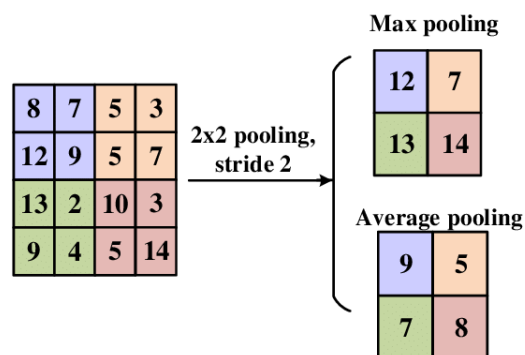 Max pooling
12 7
13 14
8 7 5 3
12 9 5 7
13 2 10 3
9 4 5 14
2x2 pooling,
stride 2
Average pooling
9 5
7 8